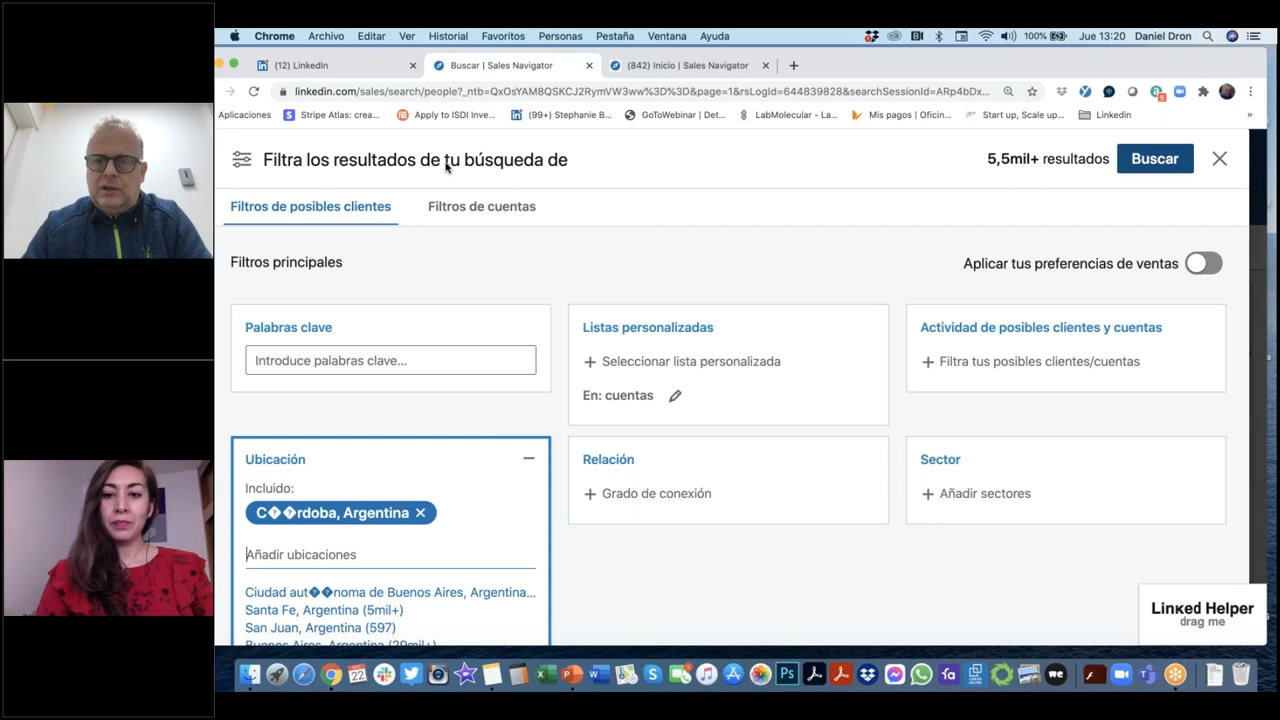 Chrome Archivo Editar Ver Historial Favoritos Personas Pestaña Ventana Ayuda 100% Jue 13:20 Daniel Dron
(12) LinkedIn Buscar | Sales Navigator (842) Inicio | Sales Navigator
linkedin.com/sales/search/people?_ntb=QxOsYAM8QSKCJ2RymVW3ww%3D%3D&page=1&rsLogId=644839828&searchSessionId=ARp4bDx...
Aplicaciones Stripe Atlas: crea... Apply to ISDI Inve... (99+) Stephanie B... GoToWebinar | Det... LabMolecular - La... Mis pagos | Oficin... Start up, Scale up... Linkedin »
Filtra los resultados de tu búsqueda de 5,5mil+ resultados Buscar
Filtros de posibles clientes Filtros de cuentas
Filtros principales Aplicar tus preferencias de ventas
Palabras clave Listas personalizadas Actividad de posibles clientes y cuentas
Introduce palabras clave... + Seleccionar lista personalizada + Filtra tus posibles clientes/cuentas
En: cuentas
Ubicación Relación Sector
Incluido: + Grado de conexión + Añadir sectores
C��rdoba, Argentina
Añadir ubicaciones
Ciudad aut��noma de Buenos Aires, Argentina...
Santa Fe, Argentina (5mil+)
San Juan, Argentina (597)
Buenos Aires, Argentina (29mil+)
Linked Helper
drag me